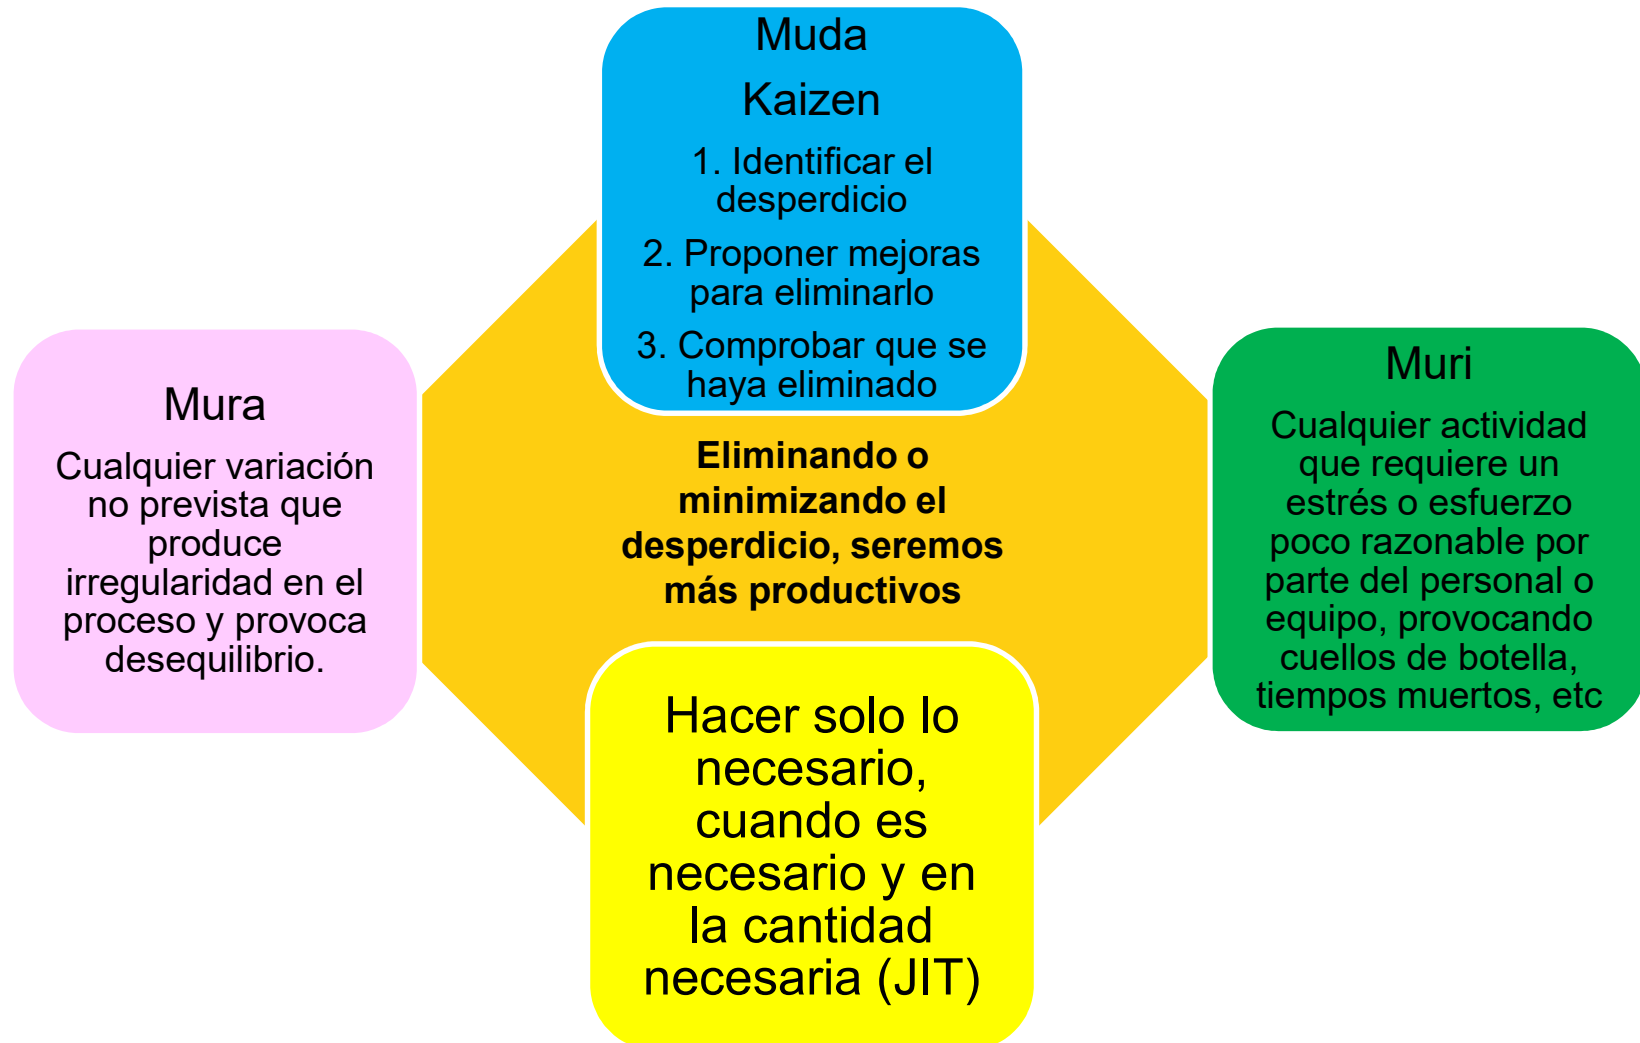 Muda
Kaizen
1. Identificar el
desperdicio
2. Proponer mejoras
para eliminarlo
3. Comprobar que se
haya eliminado
Mura
Cualquier variación
no prevista que
produce
irregularidad en el
proceso y provoca
desequilibrio.
Eliminando o
minimizando el
desperdicio, seremos
más productivos
Muri
Cualquier actividad
que requiere un
estrés o esfuerzo
poco razonable por
parte del personal o
equipo, provocando
cuellos de botella,
tiempos muertos, etc
Hacer solo lo
necesario,
cuando es
necesario y en
la cantidad
necesaria (JIT)